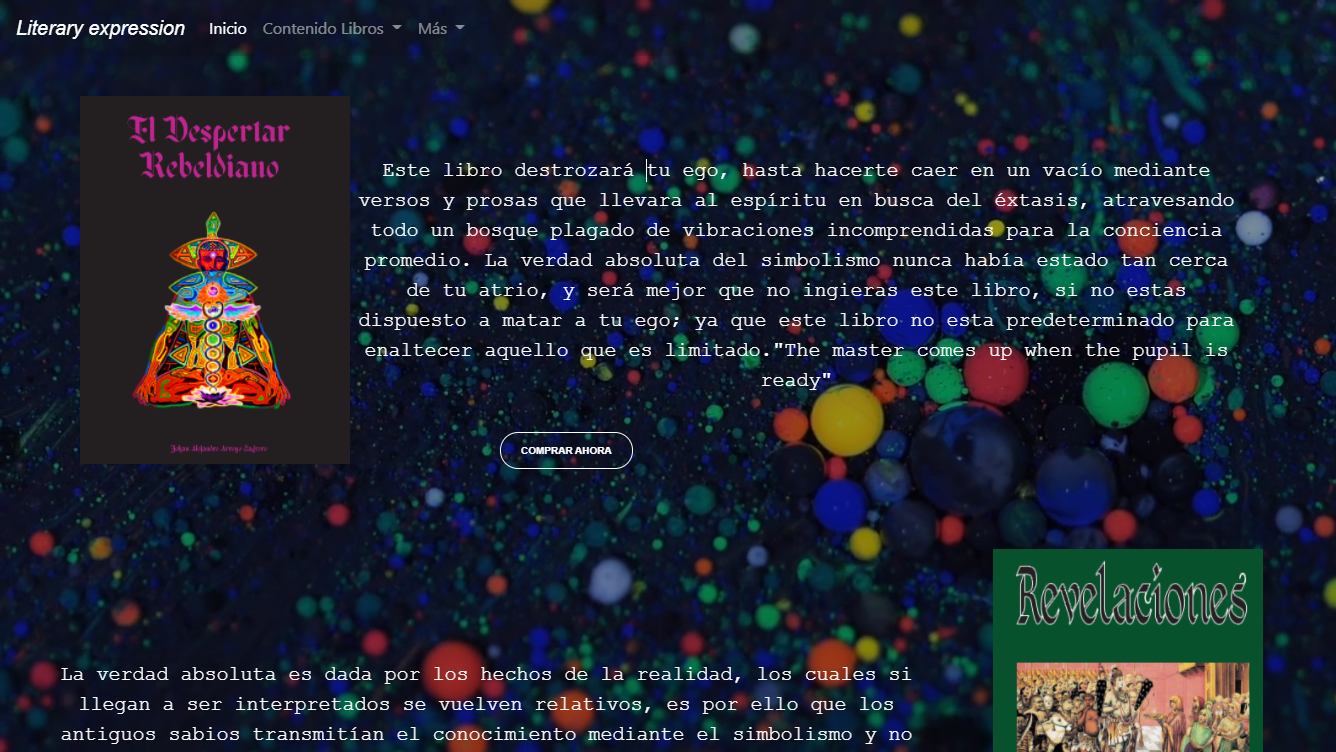 Literary expression Inicio Contenido Libros Más
El Despertar
Rebeldiano
Este libro destrozará tu ego, hasta hacerte caer en un vacío mediante
versos y prosas que llevara al espíritu en busca del éxtasis, atravesando
todo un bosque plagado de vibraciones incomprendidas para la conciencia
promedio. La verdad absoluta del simbolismo nunca había estado tan cerca
de tu atrio, y será mejor que no ingieras este libro, si no estas
dispuesto a matar a tu ego; ya que este libro no esta predeterminado para
enaltecer aquello que es limitado."The master comes up when the pupil is
ready"
COMPRAR AHORA
Revelaciones
La verdad absoluta es dada por los hechos de la realidad, los cuales si
llegan a ser interpretados se vuelven relativos, es por ello que los
antiguos sabios transmitían el conocimiento mediante el simbolismo y no